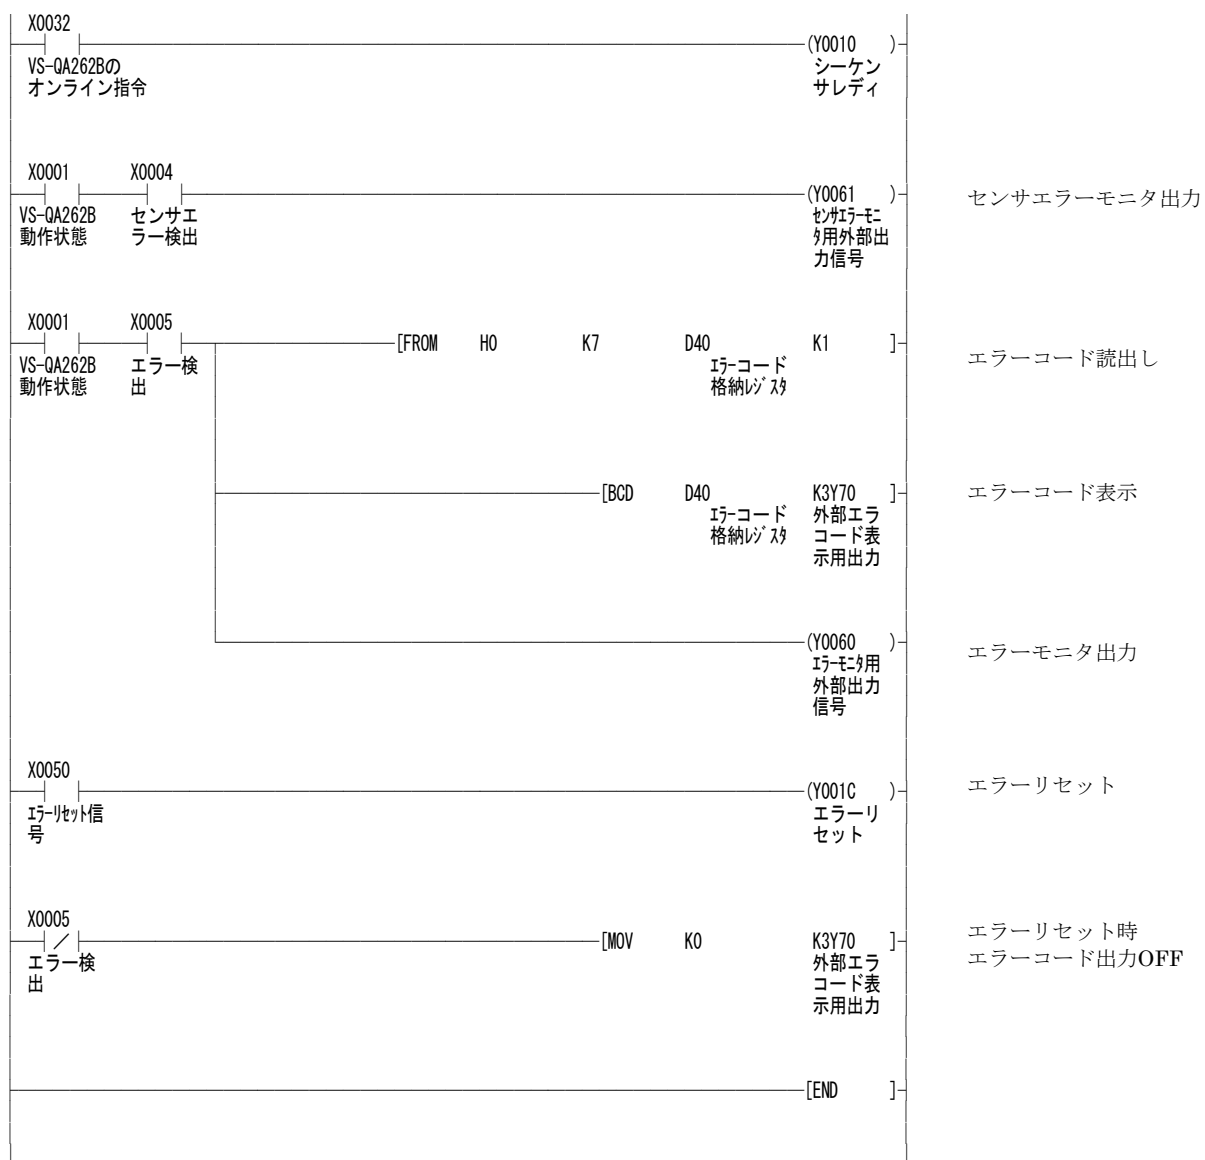 X0032
(Y0010 )
VS-QA262Bの
オンライン指令
シーケン
サレディ
X0001 X0004
(Y0061 )
センサエラーモニタ出力
VS-QA262B
動作状態
センサエ
ラー検出
ｾﾝｻｴﾗｰﾓﾆ
ﾀ用外部出
力信号
X0001 X0005
[FROM H0 K7 D40 K1 ]
エラーコード読出し
VS-QA262B
動作状態
エラー検
出
ｴﾗｰコード
格納ﾚｼﾞｽﾀ
[BCD D40 K3Y70 ]
エラーコード表示
ｴﾗｰコード
格納ﾚｼﾞｽﾀ
外部エラ
コード表
示用出力
(Y0060 )
エラーモニタ出力
ｴﾗｰﾓﾆﾀ用
外部出力
信号
X0050
(Y001C )
エラーリセット
ｴﾗｰﾘｾｯﾄ信
号
エラーリ
セット
X0005
[MOV K0 K3Y70 ]
エラーリセット時
エラーコード出力OFF
エラー検
出
外部エラ
コード表
示用出力
[END ]